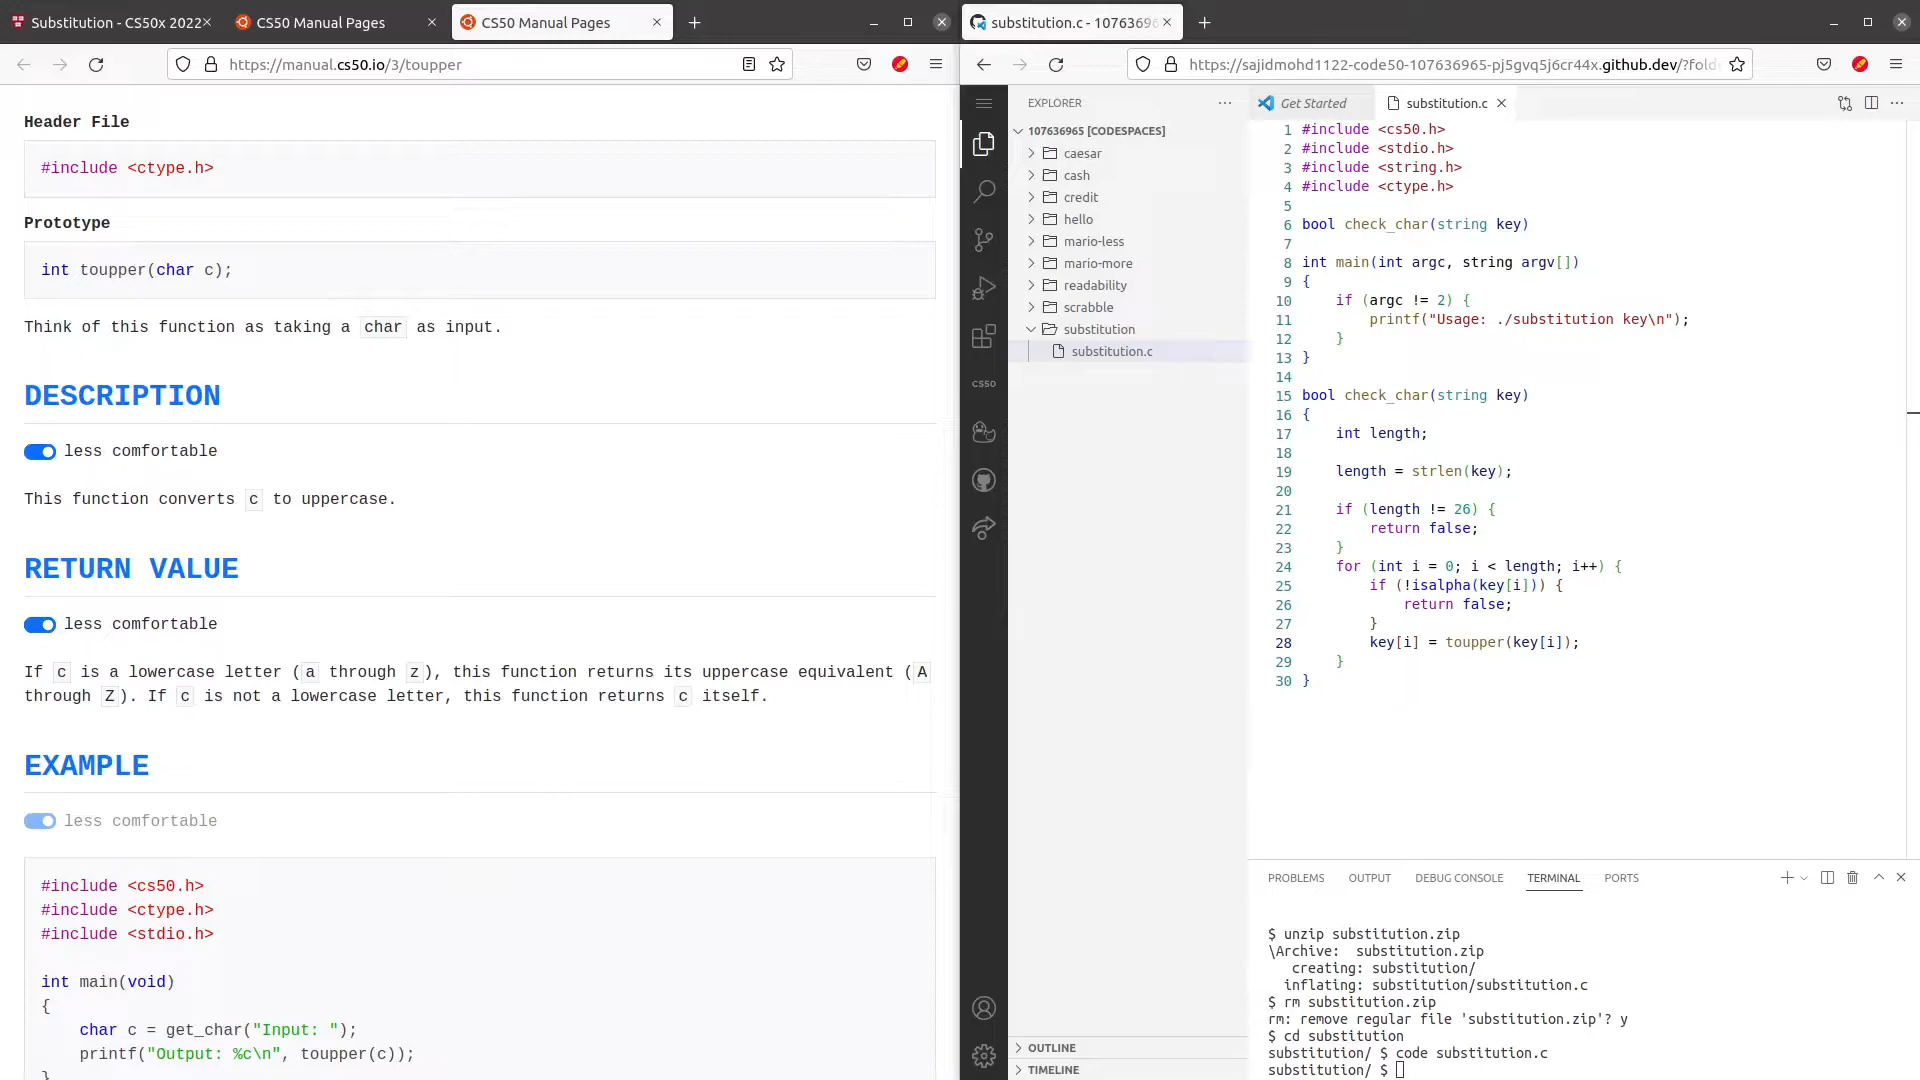 Substitution - CS50x 2022
CS50 Manual Pages
CS50 Manual Pages
substitution.c - 1076369
https://manual.cs50.io/3/toupper
https://sajidmohd1122-code50-107636965-pj5gvq5j6cr44x.github.dev/?fold
Header File
#include <ctype.h>
Prototype
int toupper(char c);
Think of this function as taking a char as input.
DESCRIPTION
less comfortable
This function converts c to uppercase.
RETURN VALUE
less comfortable
If c is a lowercase letter (a through z), this function returns its uppercase equivalent (A
through Z). If c is not a lowercase letter, this function returns c itself.
EXAMPLE
less comfortable
#include <cs50.h>
#include <ctype.h>
#include <stdio.h>
int main(void)
{
char c = get_char("Input: ");
printf("Output: %c\n", toupper(c));
}
CS50
EXPLORER
107636965 [CODESPACES]
caesar
cash
credit
hello
mario-less
mario-more
readability
scrabble
substitution
substitution.c
OUTLINE
TIMELINE
Get Started
substitution.c
1 #include <cs50.h>
2 #include <stdio.h>
3 #include <string.h>
4 #include <ctype.h>
5
6 bool check_char(string key)
7
8 int main(int argc, string argv[])
9 {
10 if (argc != 2) {
11 printf("Usage: ./substitution key\n");
12 }
13 }
14
15 bool check_char(string key)
16 {
17 int length;
18
19 length = strlen(key);
20
21 if (length != 26) {
22 return false;
23 }
24 for (int i = 0; i < length; i++) {
25 if (!isalpha(key[i])) {
26 return false;
27 }
28 key[i] = toupper(key[i]);
29 }
30 }
PROBLEMS OUTPUT DEBUG CONSOLE TERMINAL PORTS
$ unzip substitution.zip
\Archive:  substitution.zip
creating: substitution/
inflating: substitution/substitution.c
$ rm substitution.zip
rm: remove regular file 'substitution.zip'? y
$ cd substitution
substitution/ $ code substitution.c
substitution/ $